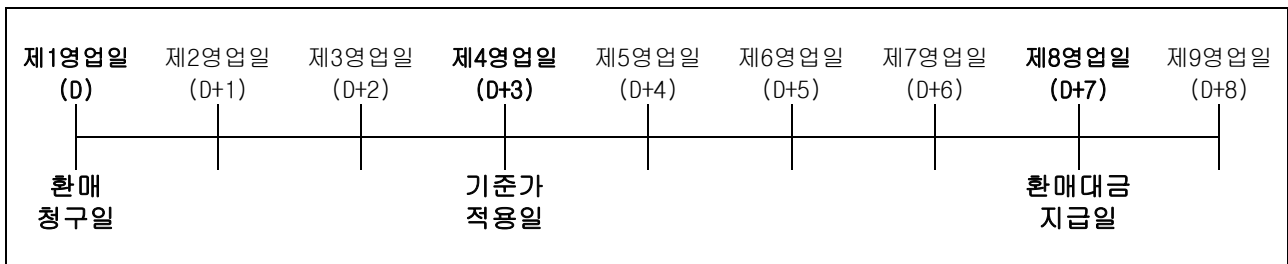 제1영업일 제2영업일 제3영업일 제4영업일 제5영업일 제6영업일 제7영업일 제8영업일 제9영업일
(D) (D+1) (D+2) (D+3) (D+4) (D+5) (D+6) (D+7) (D+8)
환매 기준가 환매대금
청구일 적용일 지급일